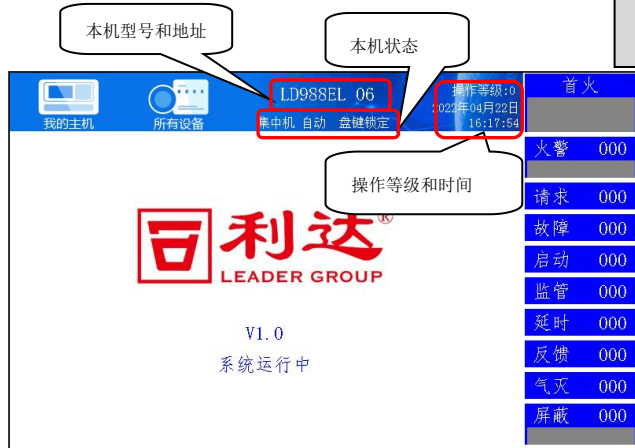 本机型号和地址
本机状态
我的主机
所有设备
LD988EL 06
集中机 自动 盘键锁定
操作等级:0
2022年04月22日
16:17:54
操作等级和时间
利达®
LEADER GROUP
V1.0
系统运行中
首火
火警 000
请求 000
故障 000
启动 000
监管 000
延时 000
反馈 000
气灭 000
屏蔽 000